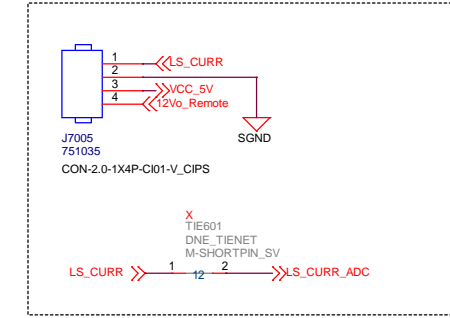 1
LS_CURR
2
3
VCC_5V
4
12Vo_Remote
SGND
J7005
751035
CON-2.0-1X4P-CI01-V_CIPS
X
TIE601
DNE_TIENET
M-SHORTPIN_SV
LS_CURR
1
12
2
LS_CURR_ADC